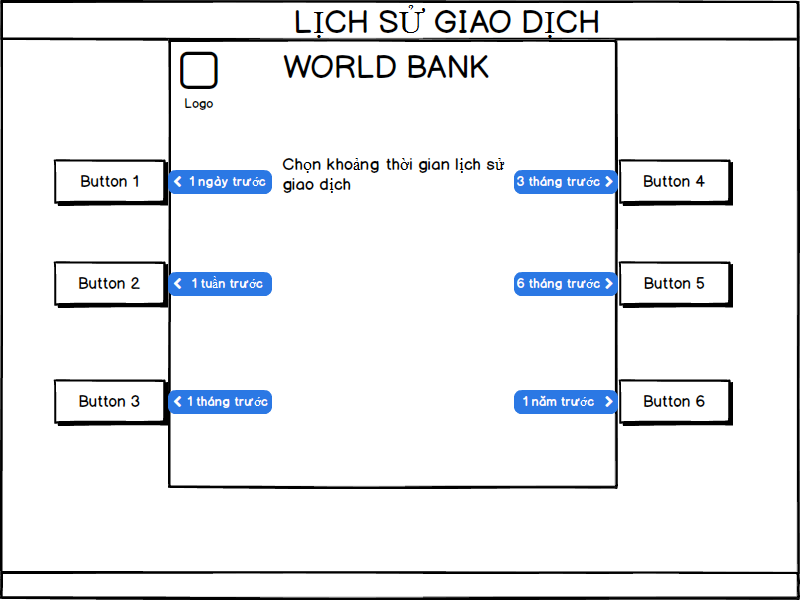 LỊCH SỬ GIAO DỊCH
WORLD BANK
Logo
Chọn khoảng thời gian lịch sử
giao dịch
Button 1
1 ngày trước
3 tháng trước
Button 4
Button 2
1 tuần trước
6 tháng trước
Button 5
Button 3
1 tháng trước
1 năm trước
Button 6